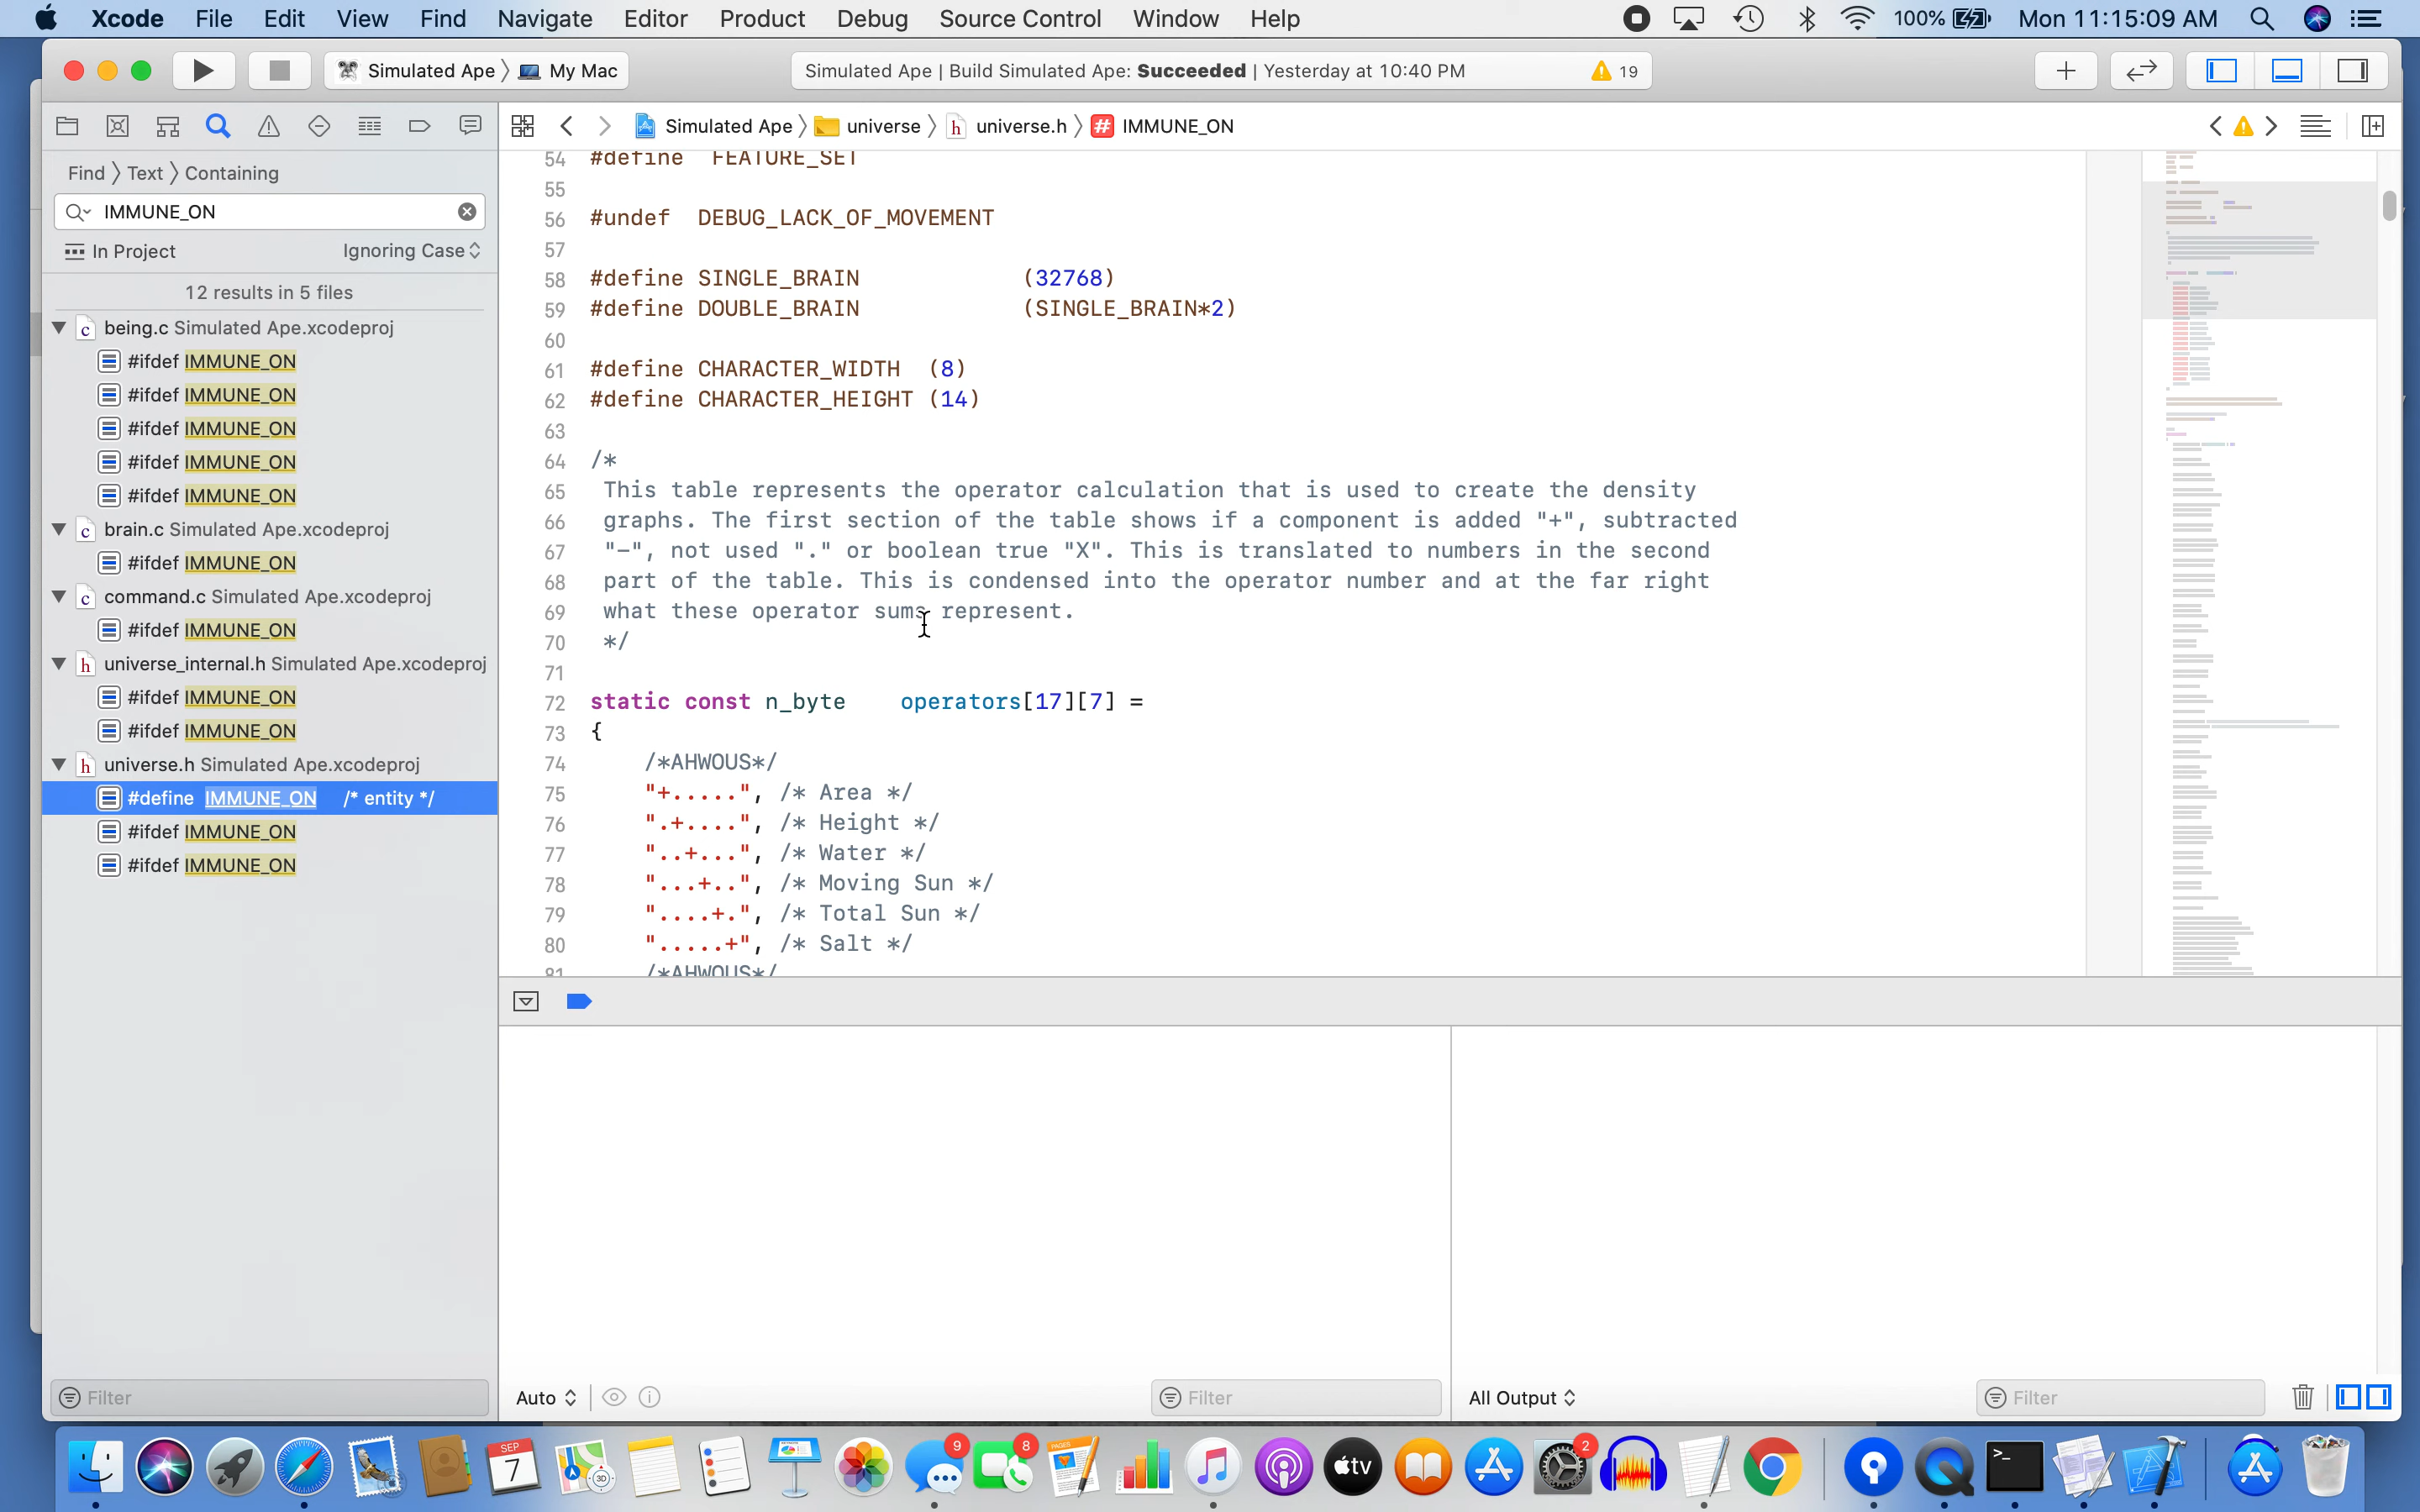 Xcode File Edit View Find Navigate Editor Product Debug Source Control Window Help 100% Mon 11:15:09 AM
Simulated Ape My Mac Simulated Ape | Build Simulated Ape: Succeeded | Yesterday at 10:40 PM 19
Simulated Ape universe h universe.h # IMMUNE_ON
Find Text Containing
IMMUNE_ON
In Project Ignoring Case
12 results in 5 files
c being.c Simulated Ape.xcodeproj
#ifdef IMMUNE_ON
#ifdef IMMUNE_ON
#ifdef IMMUNE_ON
#ifdef IMMUNE_ON
#ifdef IMMUNE_ON
c brain.c Simulated Ape.xcodeproj
#ifdef IMMUNE_ON
c command.c Simulated Ape.xcodeproj
#ifdef IMMUNE_ON
h universe_internal.h Simulated Ape.xcodeproj
#ifdef IMMUNE_ON
#ifdef IMMUNE_ON
h universe.h Simulated Ape.xcodeproj
#define IMMUNE_ON /* entity */
#ifdef IMMUNE_ON
#ifdef IMMUNE_ON
Filter
54 #define FEATURE_SET
55
56 #undef DEBUG_LACK_OF_MOVEMENT
57
58 #define SINGLE_BRAIN (32768)
59 #define DOUBLE_BRAIN (SINGLE_BRAIN*2)
60
61 #define CHARACTER_WIDTH (8)
62 #define CHARACTER_HEIGHT (14)
63
64 /*
65 This table represents the operator calculation that is used to create the density
66 graphs. The first section of the table shows if a component is added "+", subtracted
67 "-", not used "." or boolean true "X". This is translated to numbers in the second
68 part of the table. This is condensed into the operator number and at the far right
69 what these operator sums represent.
70 */
71
72 static const n_byte operators[17][7] =
73 {
74 /*AHWOUS*/
75 "+.....", /* Area */
76 ".+....", /* Height */
77 "..+...", /* Water */
78 "...+..", /* Moving Sun */
79 "....+.", /* Total Sun */
80 ".....+", /* Salt */
81 /*AHWOUS*/
Auto Filter All Output Filter
SEP
7
3D
9
8
PAGES
tv
2
>_